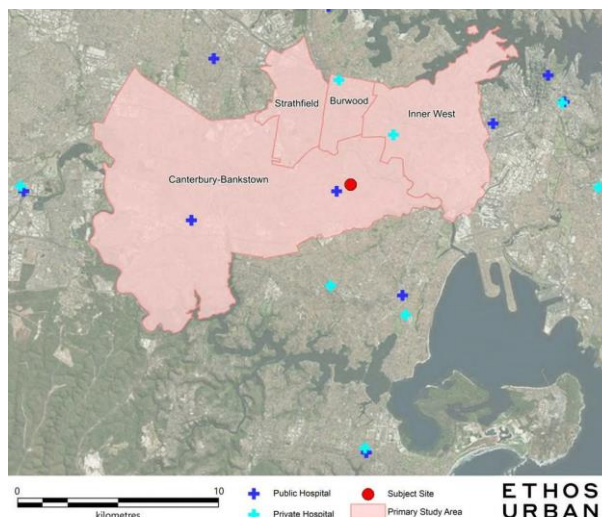 Strathfield
Burwood
Inner West
Canterbury-Bankstown
0 10
kilometres
Public Hospital
Private Hospital
Subject Site
Primary Study Area
ETHOS
URBAN